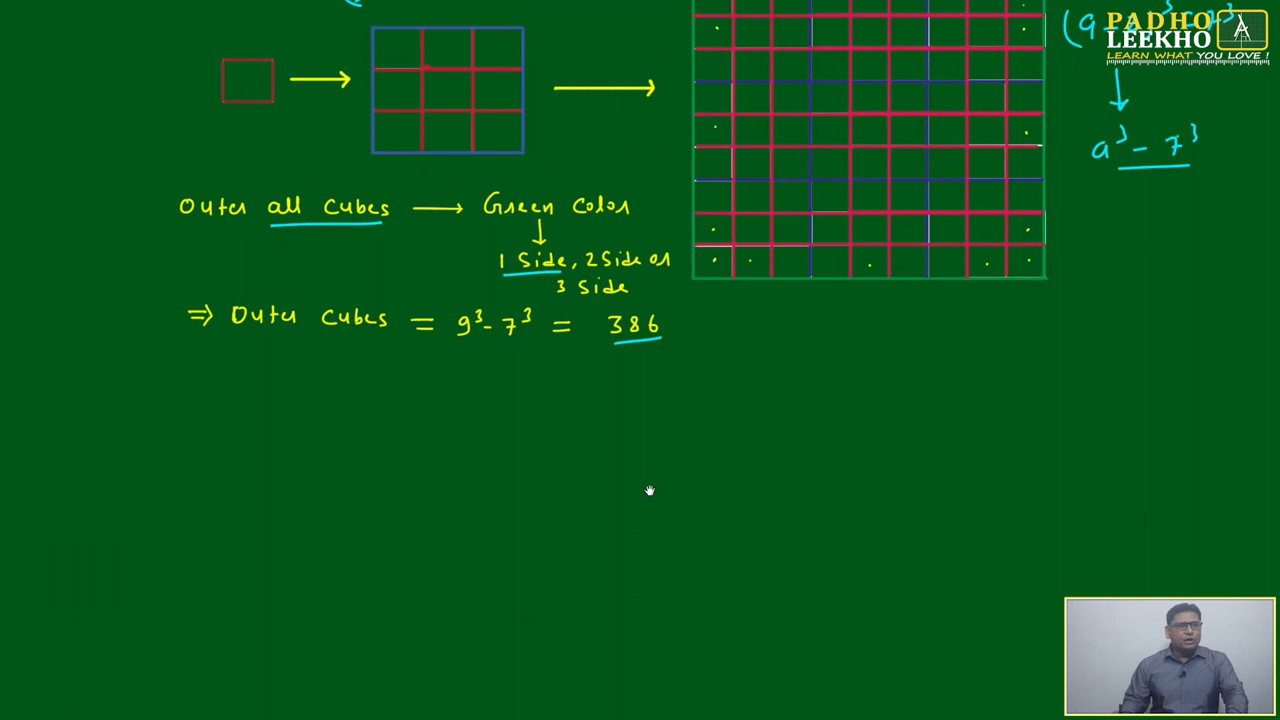 PADHO
LEEKHO
LEARN WHAT YOU LOVE !
a³ - 7³
Outer all cubes → Green color
↓
1 Side, 2 Side or
3 Side
⇒ Outer cubes = 9³- 7³ = 386